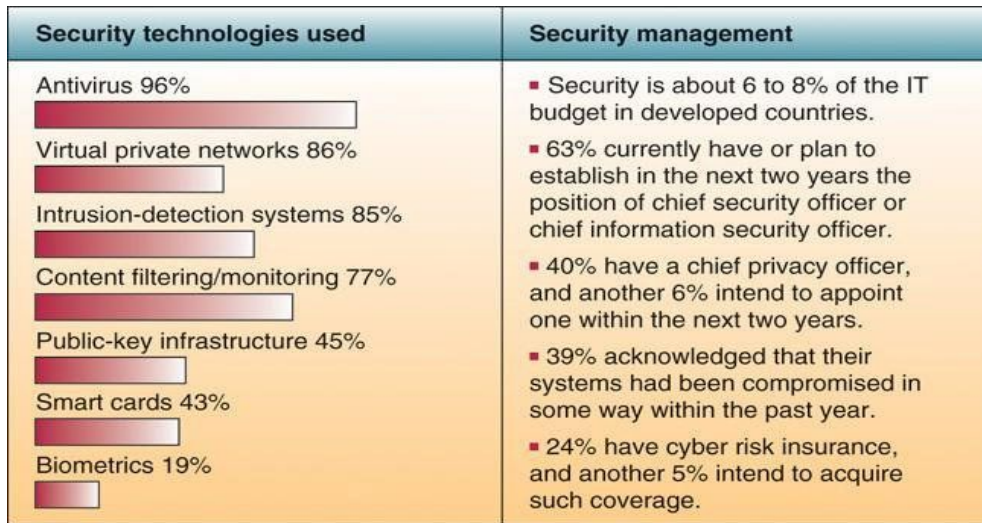 Security technologies used
Antivirus 96%
Virtual private networks 86%
Intrusion-detection systems 85%
Content filtering/monitoring 77%
Public-key infrastructure 45%
Smart cards 43%
Biometrics 19%
Security management
▪ Security is about 6 to 8% of the IT
budget in developed countries.
▪ 63% currently have or plan to
establish in the next two years the
position of chief security officer or
chief information security officer.
▪ 40% have a chief privacy officer,
and another 6% intend to appoint
one within the next two years.
▪ 39% acknowledged that their
systems had been compromised in
some way within the past year.
▪ 24% have cyber risk insurance,
and another 5% intend to acquire
such coverage.